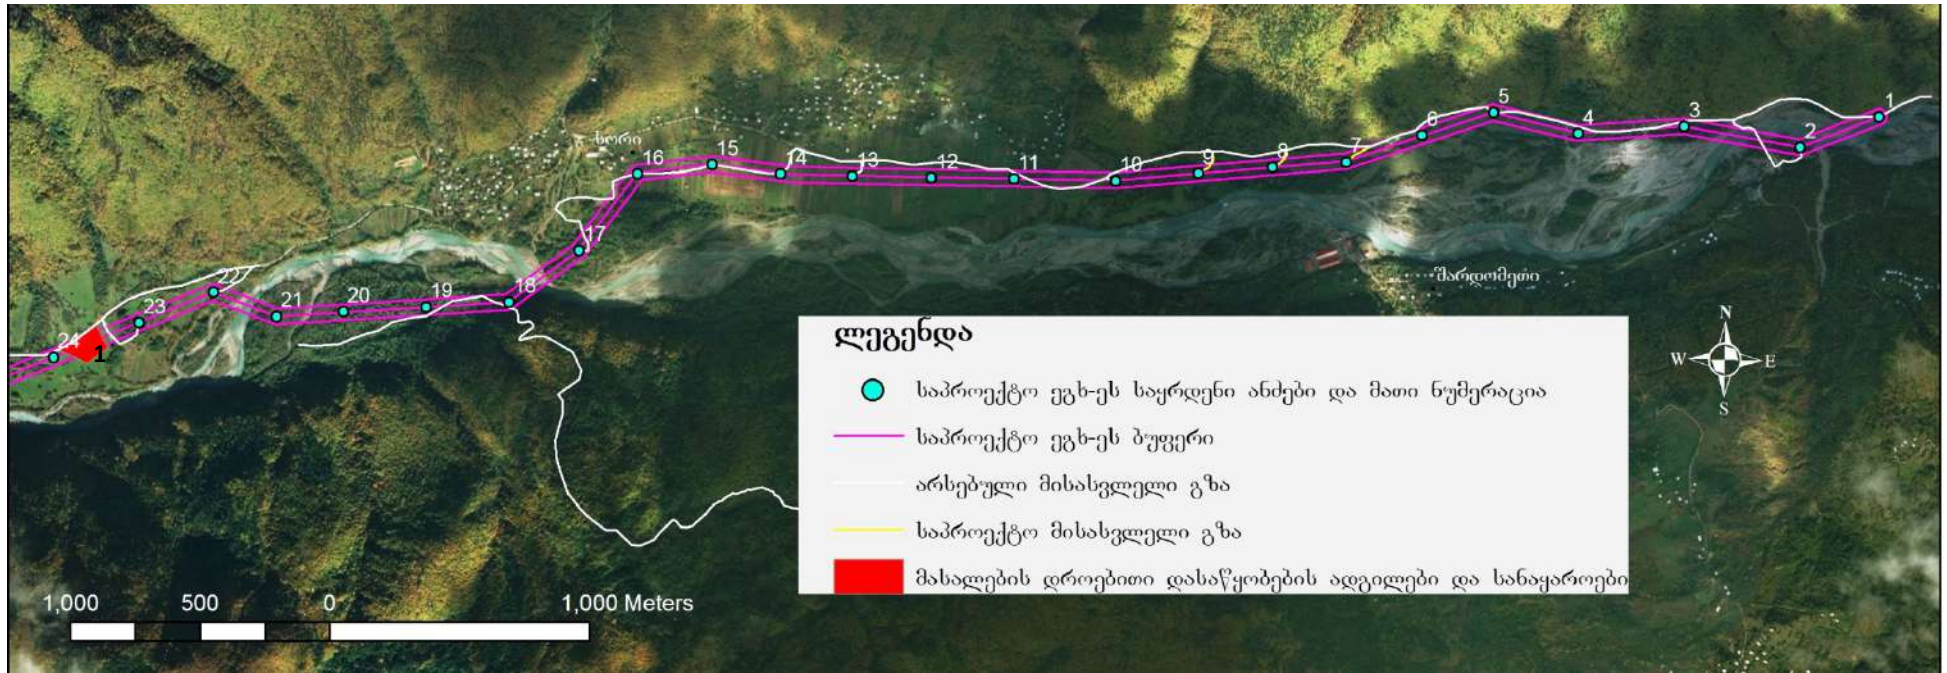 1
2
3
4
5
6
7
8
9
10
11
12
13
14
15
16
17
18
19
20
21
22
23
24
1
სორი
შარდომეთი
N
W E
S
ლეგენდა
საპროექტო ეგხ-ეს საყრდენი ანძები და მათი ნუმერაცია
საპროექტო ეგხ-ეს ბუფერი
არსებული მისასვლელი გზა
საპროექტო მისასვლელი გზა
მასალების დროებითი დასაწყობების ადგილები და სანაყაროები
1,000 500 0 1,000 Meters